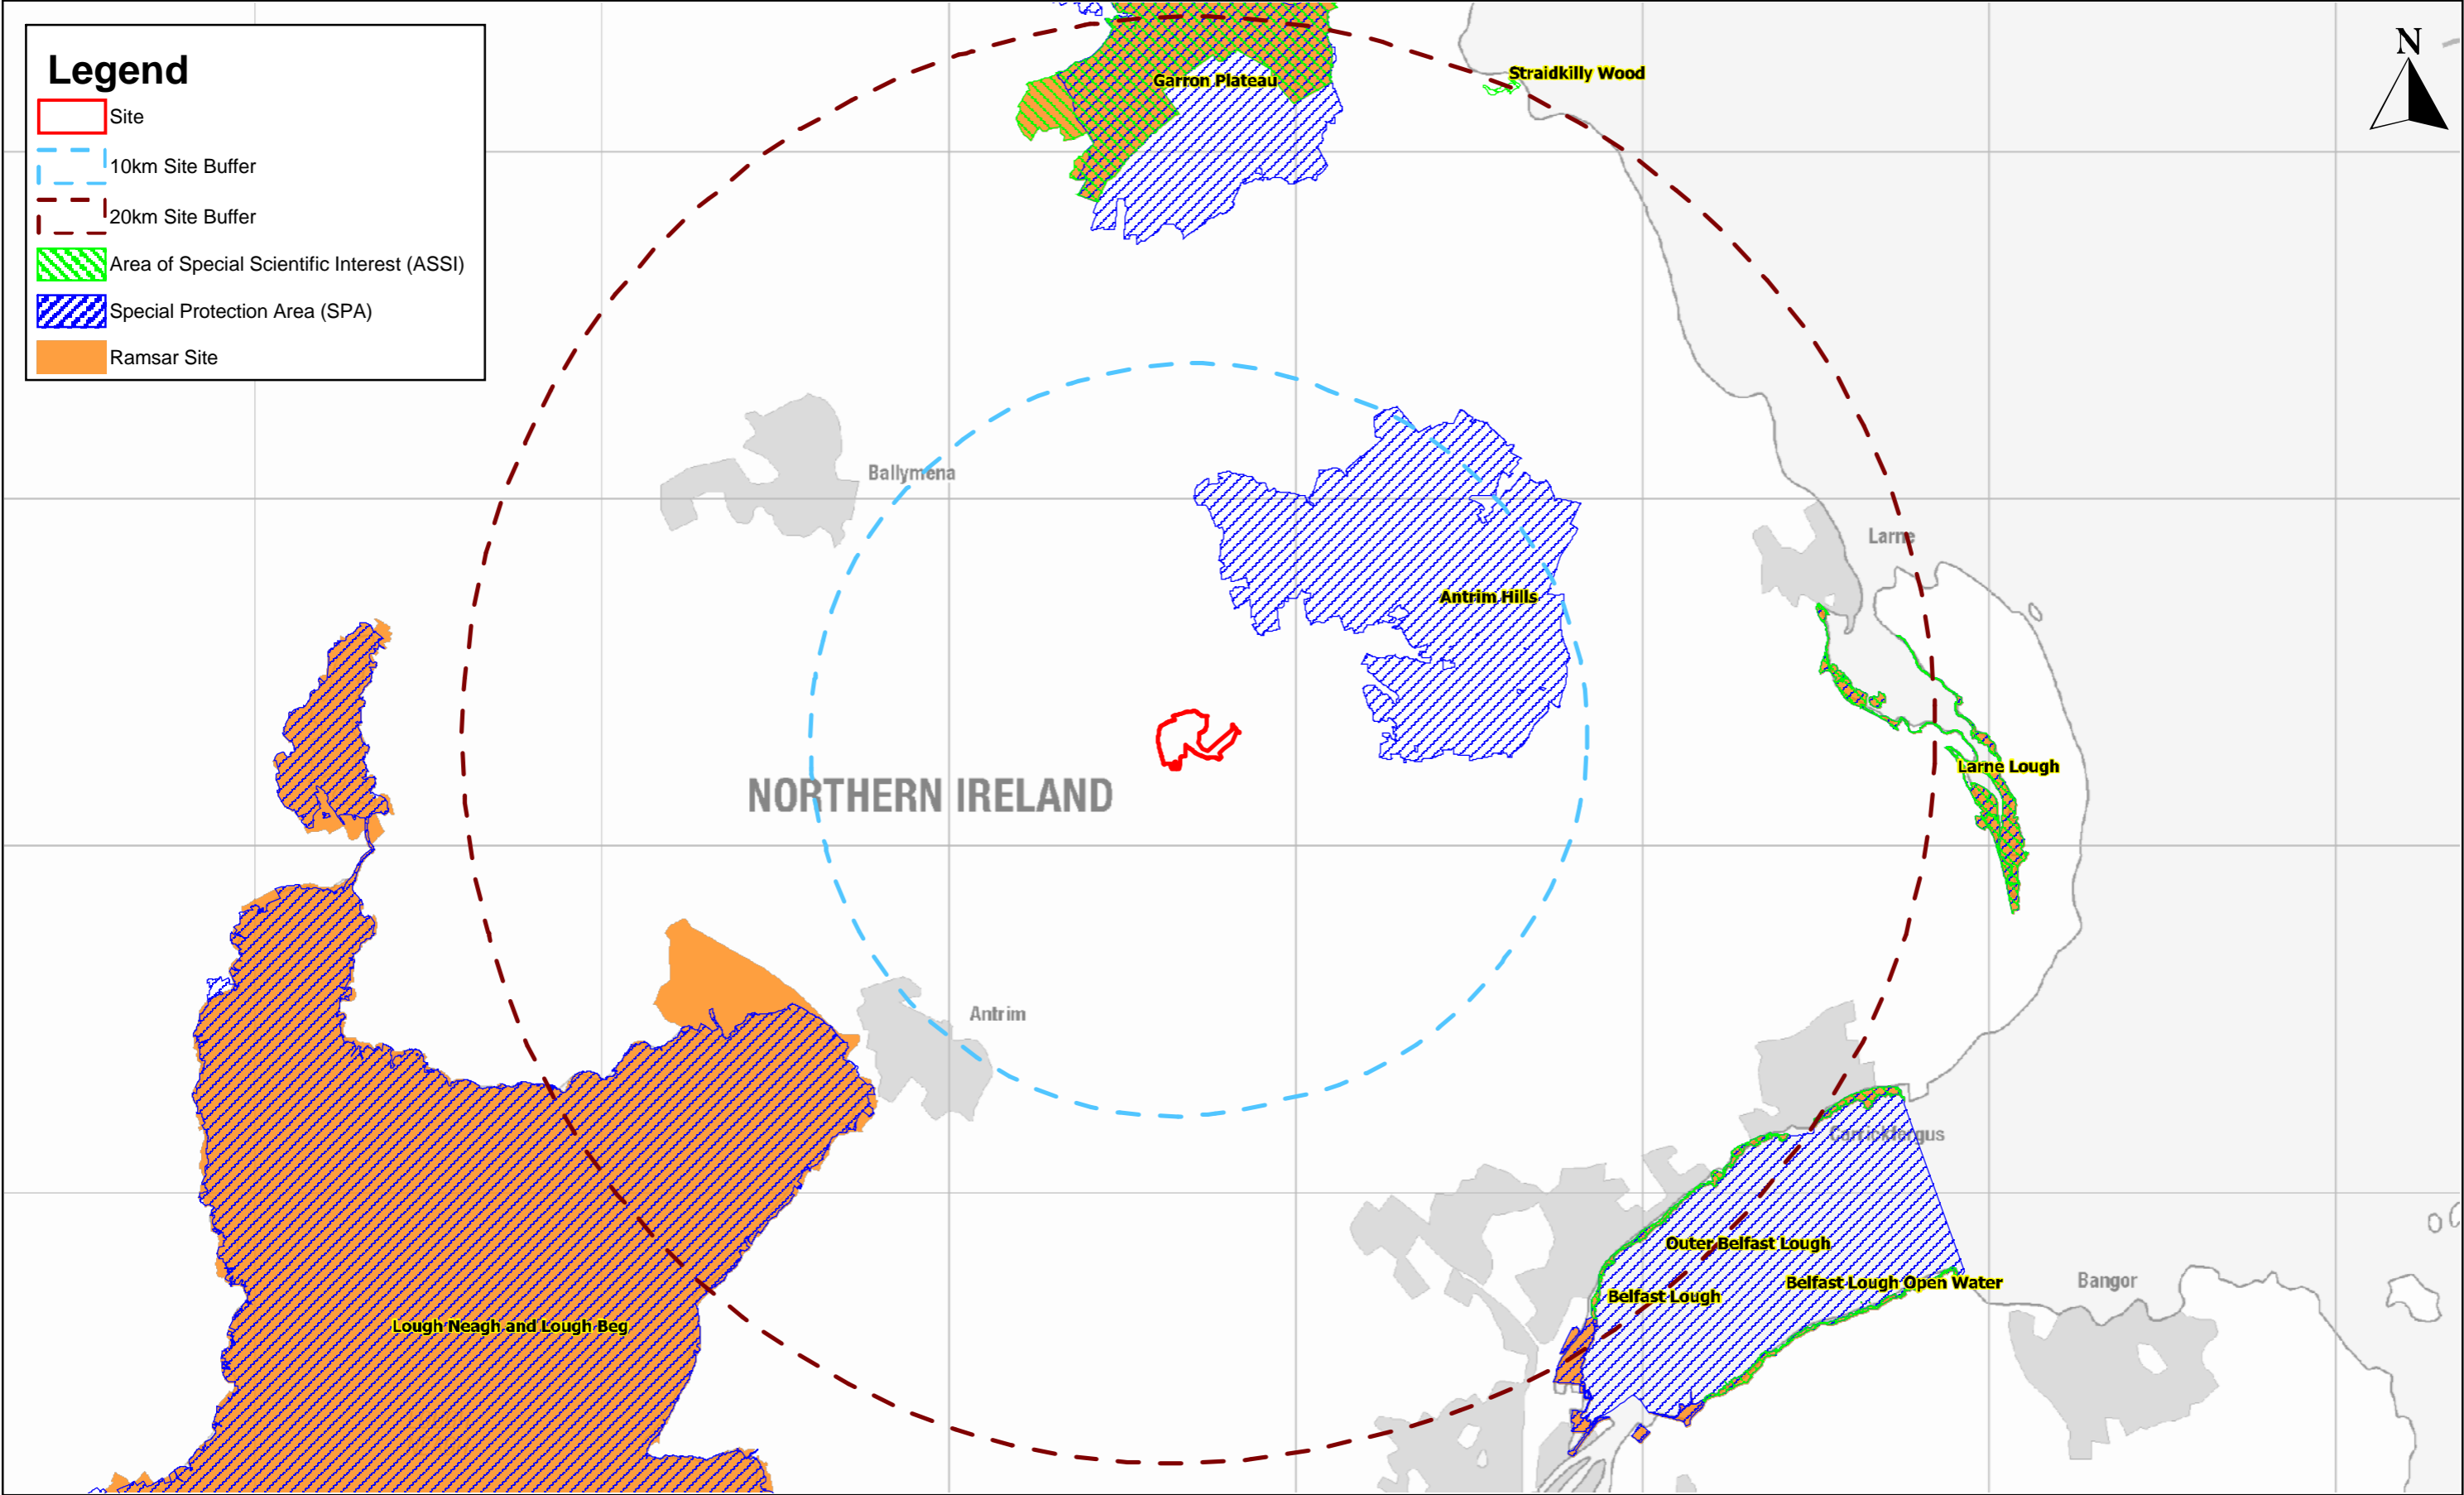 Legend
Site
10km Site Buffer
20km Site Buffer
Area of Special Scientific Interest (ASSI)
Special Protection Area (SPA)
Ramsar Site
N
Garron Plateau
Straidkilly Wood
Ballymena
Larne
Antrim Hills
Larne Lough
NORTHERN IRELAND
Antrim
Carrickfergus
Outer Belfast Lough
Belfast Lough Open Water
Bangor
Belfast Lough
Lough Neagh and Lough Beg